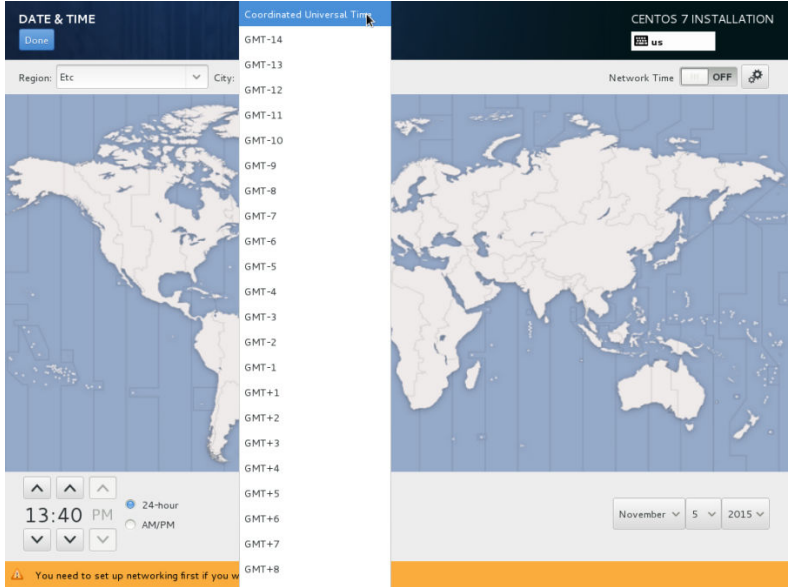 DATE & TIME
Done
CENTOS 7 INSTALLATION
us
Region: Etc
City:
Network Time OFF
Coordinated Universal Time
GMT-14
GMT-13
GMT-12
GMT-11
GMT-10
GMT-9
GMT-8
GMT-7
GMT-6
GMT-5
GMT-4
GMT-3
GMT-2
GMT-1
GMT+1
GMT+2
GMT+3
GMT+4
GMT+5
GMT+6
GMT+7
GMT+8
13:40 PM
24-hour
AM/PM
November 5 2015
You need to set up networking first if you w